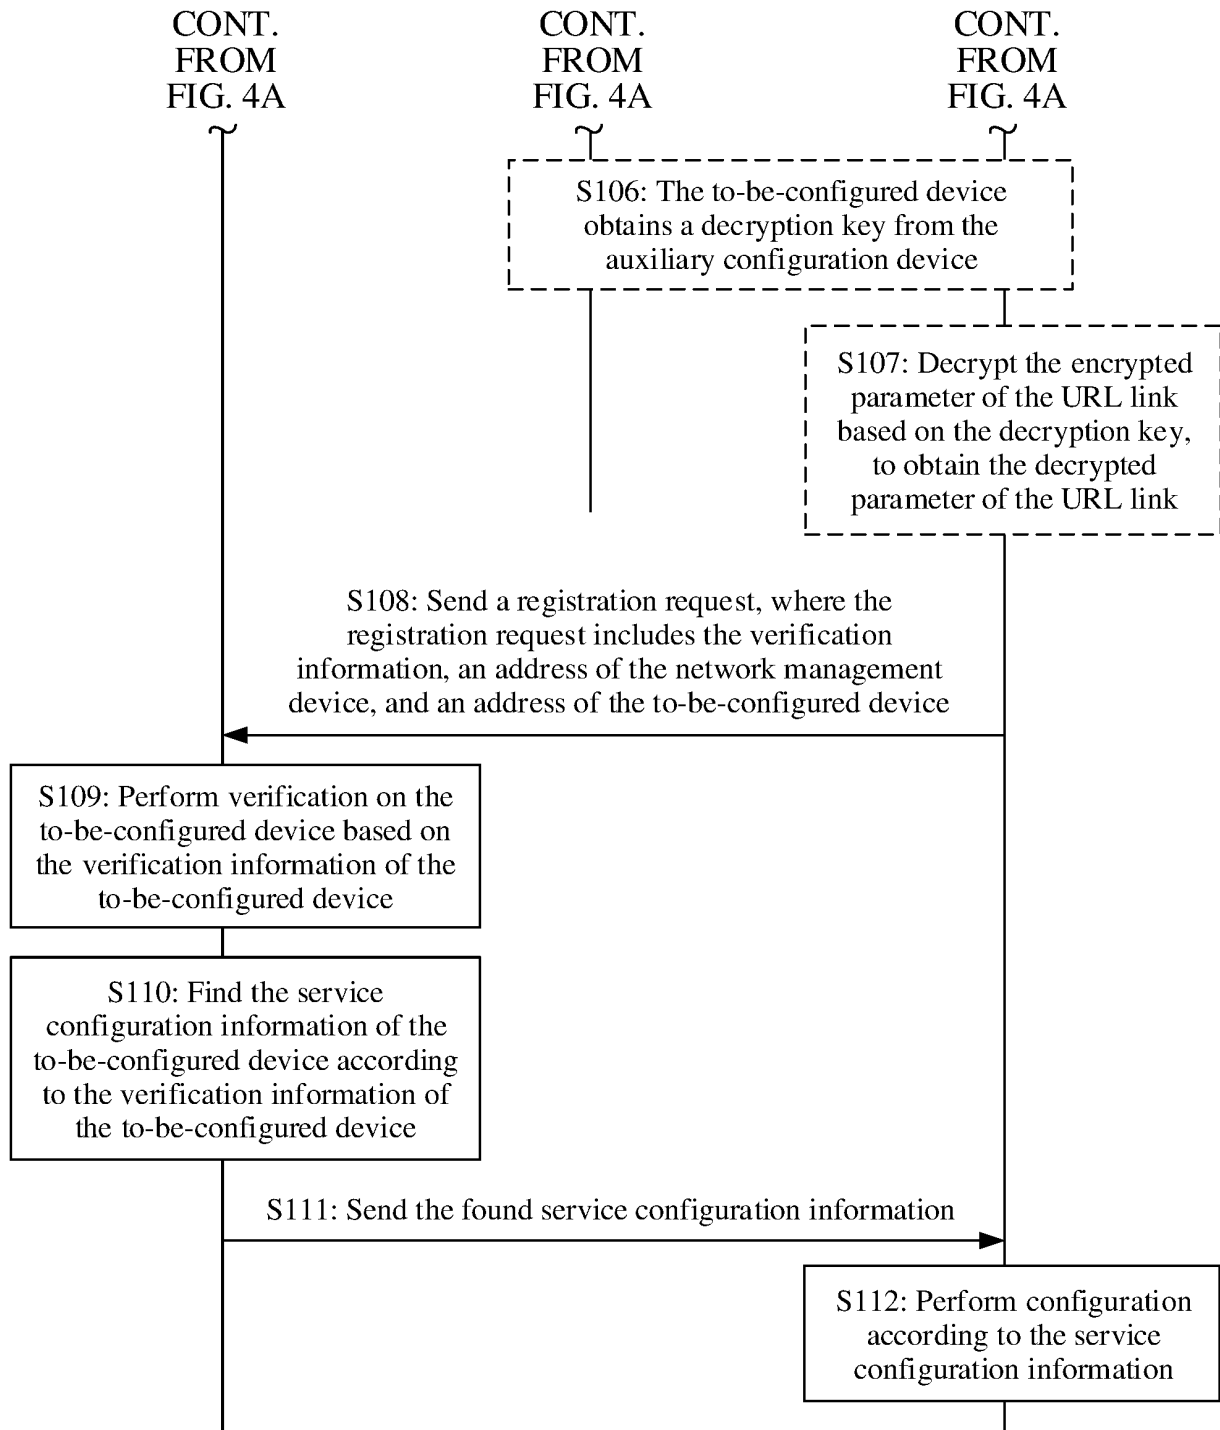 CONT.
FROM
FIG. 4A
CONT.
FROM
FIG. 4A
CONT.
FROM
FIG. 4A
S106: The to-be-configured device
obtains a decryption key from the
auxiliary configuration device
S107: Decrypt the encrypted
parameter of the URL link
based on the decryption key,
to obtain the decrypted
parameter of the URL link
S108: Send a registration request, where the
registration request includes the verification
information, an address of the network management
device, and an address of the to-be-configured device
S109: Perform verification on the
to-be-configured device based on
the verification information of the
to-be-configured device
S110: Find the service
configuration information of the
to-be-configured device according
to the verification information of
the to-be-configured device
S111: Send the found service configuration information
S112: Perform configuration
according to the service
configuration information